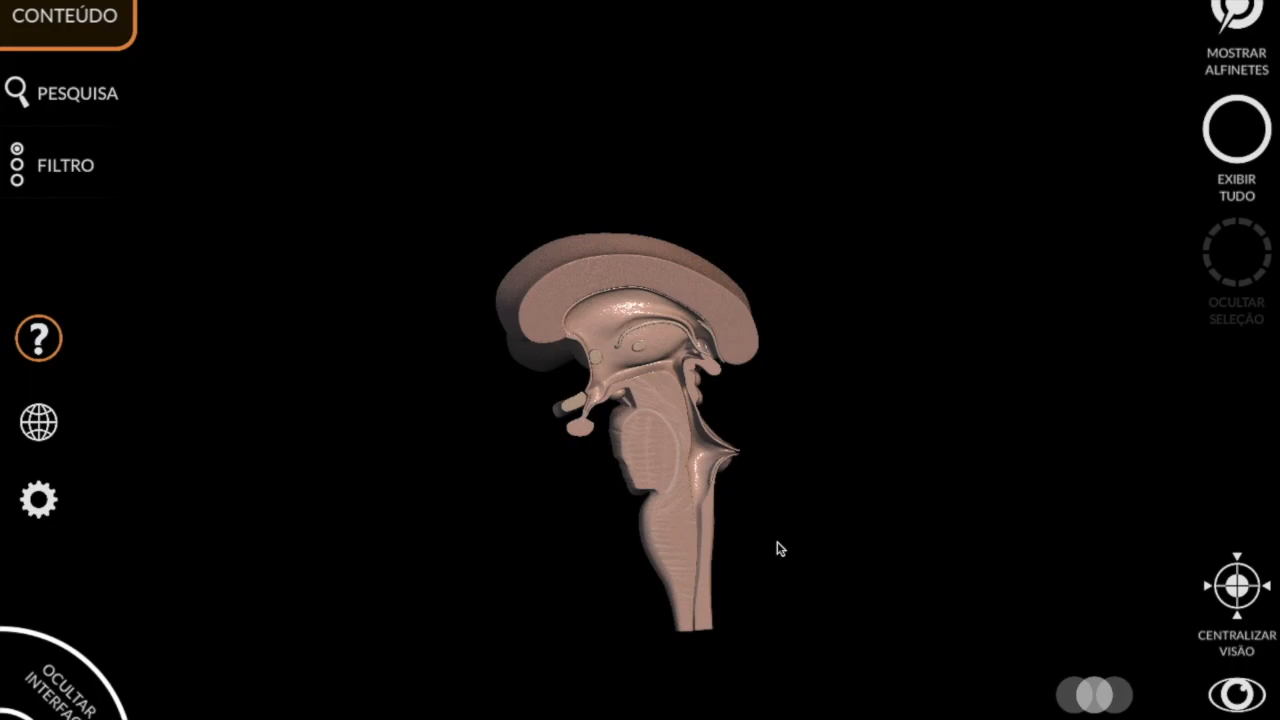 CONTEÚDO
PESQUISA
FILTRO
?
OCULTAR
MOSTRAR
ALFINETES
EXIBIR
TUDO
OCULTAR
SELEÇÃO
CENTRALIZAR
VISÃO